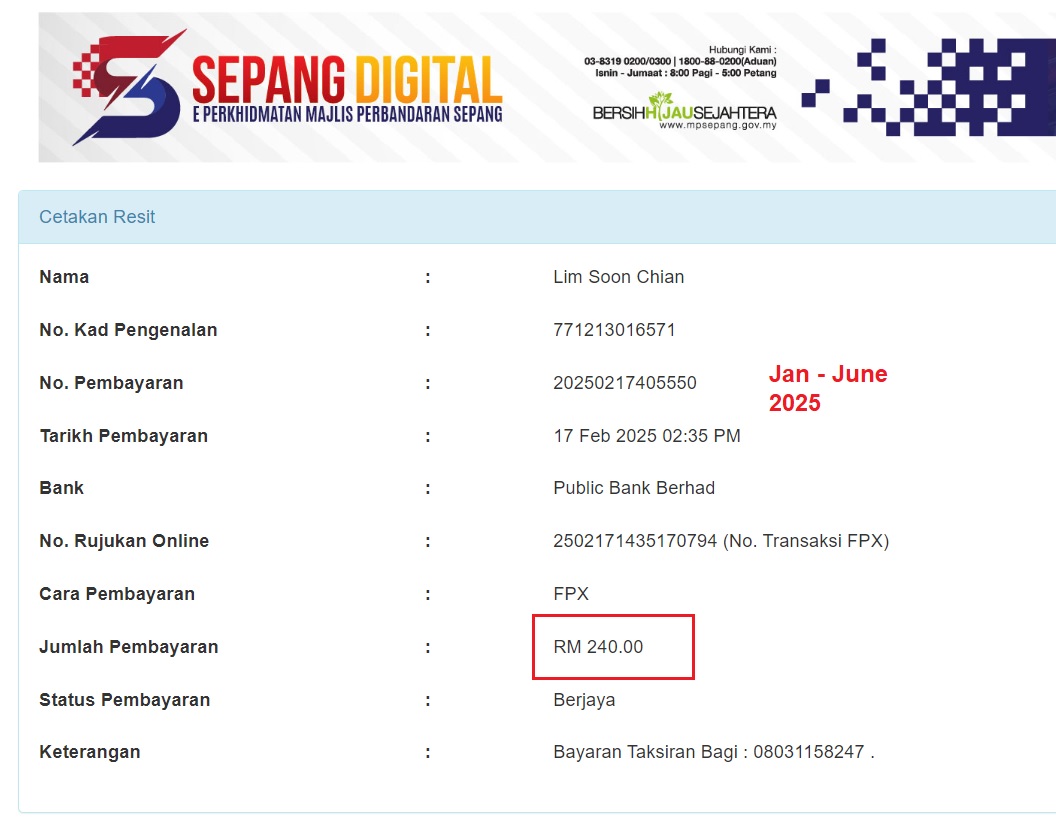 SEPANG DIGITAL
E PERKHIDMATAN MAJLIS PERBANDARAN SEPANG
Hubungi Kami :
03-8319 0200/0300 | 1800-88-0200(Aduan)
Isnin - Jumaat : 8:00 Pagi - 5:00 Petang
BERSIHHIJAUSEJAHTERA
www.mpsepang.gov.my
Cetakan Resit
Nama : Lim Soon Chian
No. Kad Pengenalan : 771213016571
No. Pembayaran : 20250217405550
Jan - June
2025
Tarikh Pembayaran : 17 Feb 2025 02:35 PM
Bank : Public Bank Berhad
No. Rujukan Online : 2502171435170794 (No. Transaksi FPX)
Cara Pembayaran : FPX
Jumlah Pembayaran : RM 240.00
Status Pembayaran : Berjaya
Keterangan : Bayaran Taksiran Bagi : 08031158247 .